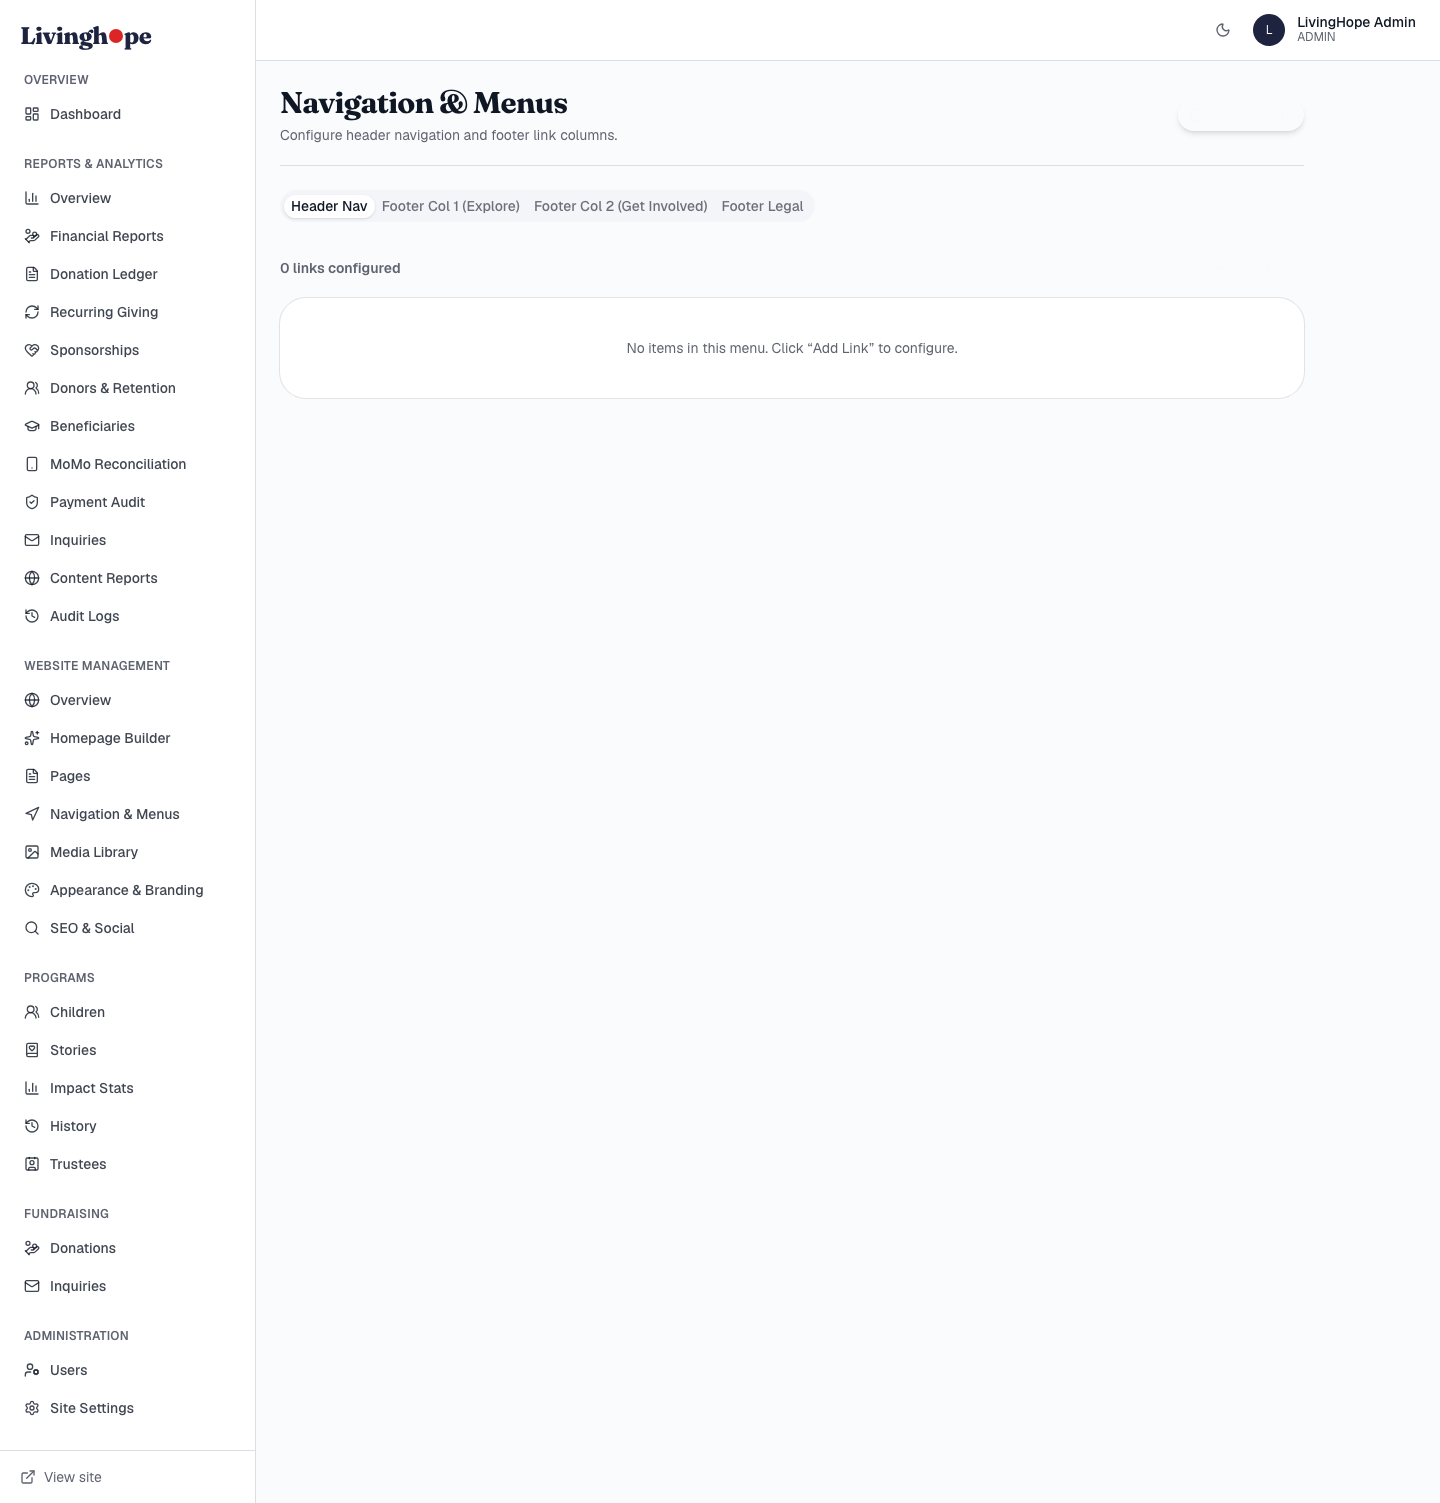 Livinghope
OVERVIEW
Dashboard
REPORTS & ANALYTICS
Overview
Financial Reports
Donation Ledger
Recurring Giving
Sponsorships
Donors & Retention
Beneficiaries
MoMo Reconciliation
Payment Audit
Inquiries
Content Reports
Audit Logs
WEBSITE MANAGEMENT
Overview
Homepage Builder
Pages
Navigation & Menus
Media Library
Appearance & Branding
SEO & Social
PROGRAMS
Children
Stories
Impact Stats
History
Trustees
FUNDRAISING
Donations
Inquiries
ADMINISTRATION
Users
Site Settings
View site
L
LivingHope Admin
ADMIN
Navigation & Menus
Configure header navigation and footer link columns.
Header Nav Footer Col 1 (Explore) Footer Col 2 (Get Involved) Footer Legal
0 links configured
No items in this menu. Click “Add Link” to configure.